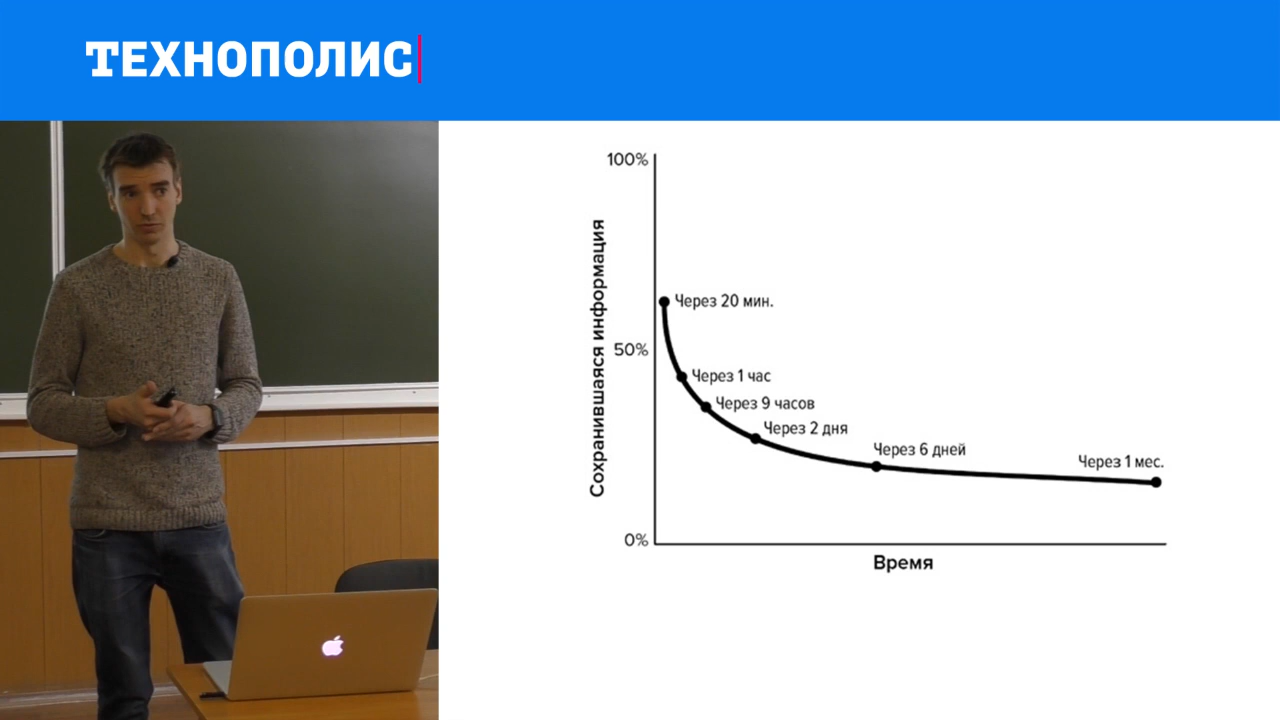 ТЕХНОПОЛИС
100%
Через 20 мин.
50%
Через 1 час
Через 9 часов
Через 2 дня
Через 6 дней
Через 1 мес.
0%
Сохранившаяся информация
Время